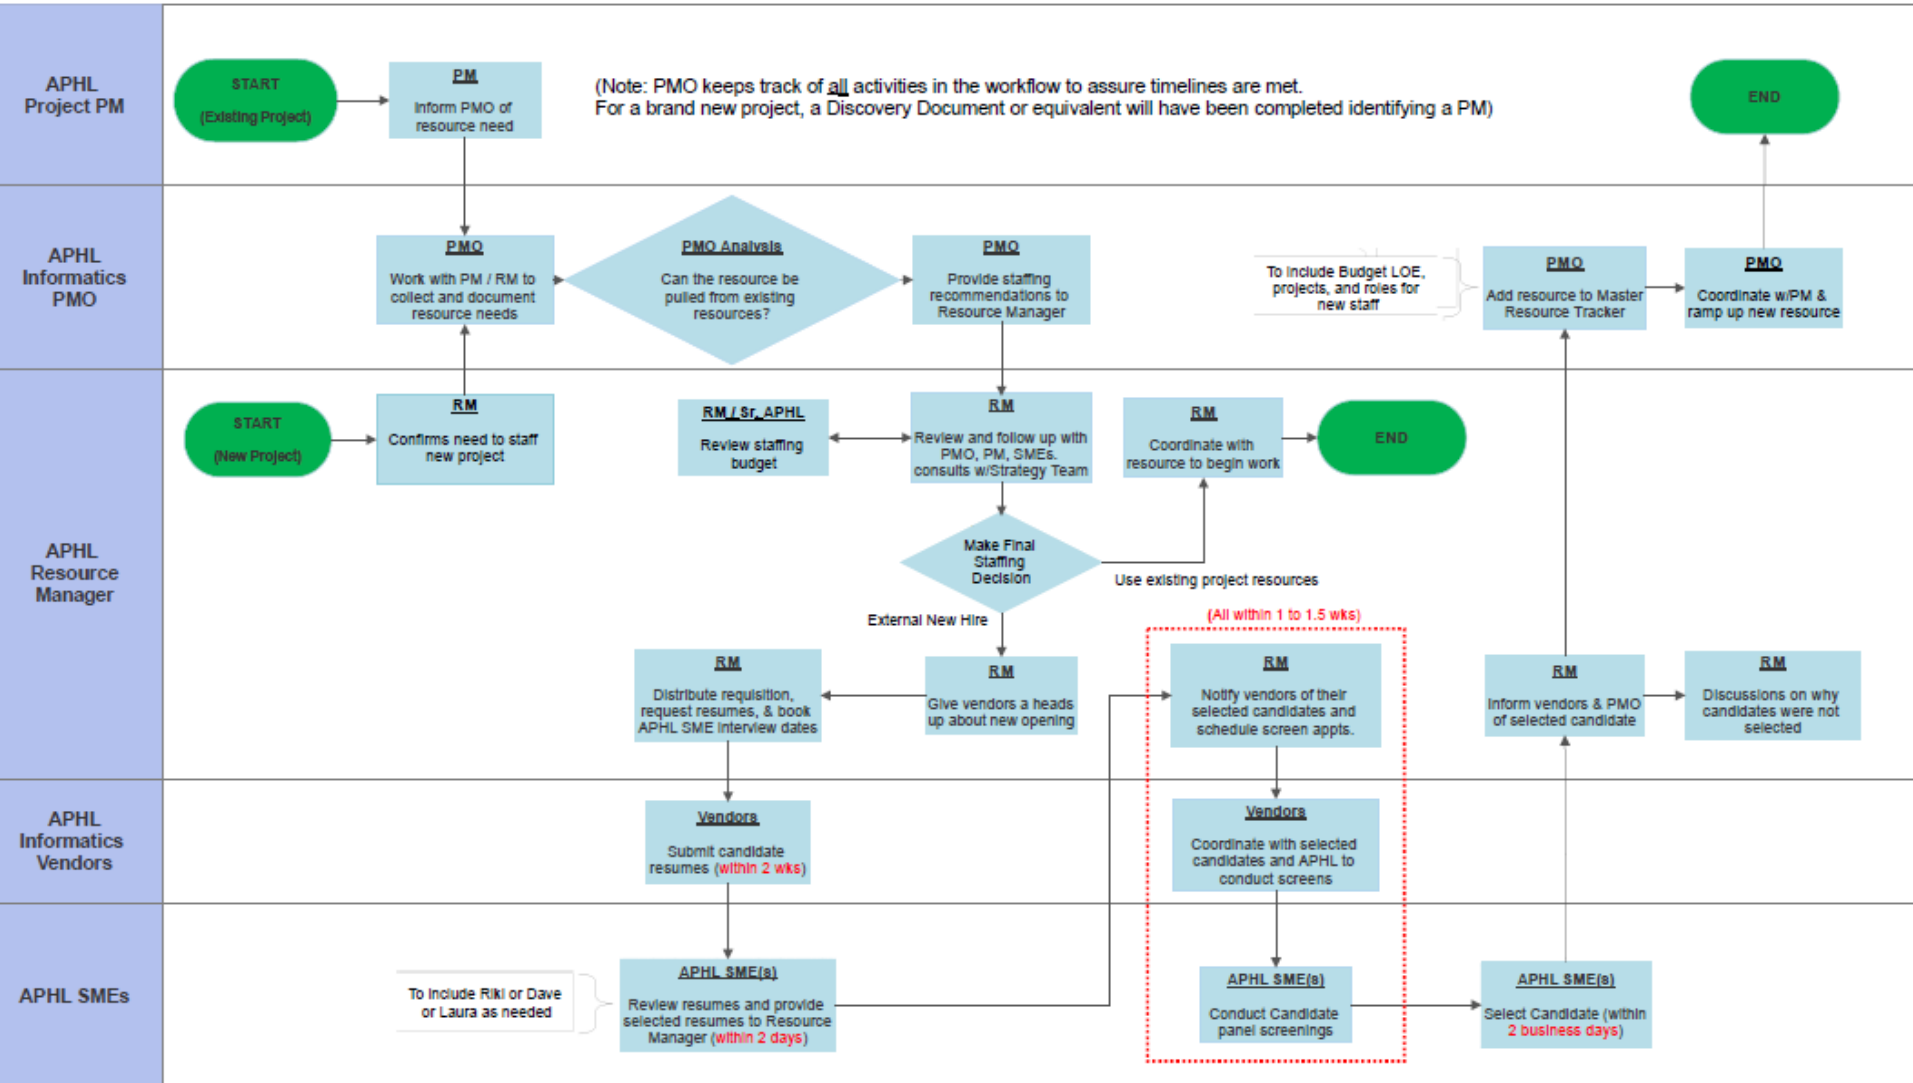 APHL
Project PM
START
(Existing Project)
PM
Inform PMO of
resource need
(Note: PMO keeps track of all activities in the workflow to assure timelines are met.
For a brand new project, a Discovery Document or equivalent will have been completed identifying a PM)
END
APHL
Informatics
PMO
PMO
Work with PM / RM to
collect and document
resource needs
PMO Analysis
Can the resource be
pulled from existing
resources?
PMO
Provide staffing
recommendations to
Resource Manager
To Include Budget LOE,
projects, and roles for
new staff
PMO
Add resource to Master
Resource Tracker
PMO
Coordinate w/PM &
ramp up new resource
APHL
Resource
Manager
START
(New Project)
RM
Confirms need to staff
new project
RM / Sr. APHL
Review staffing
budget
RM
Review and follow up with
PMO, PM, SMEs.
consults w/Strategy Team
RM
Coordinate with
resource to begin work
END
Make Final
Staffing
Decision
Use existing project resources
External New Hire
(All within 1 to 1.5 wks)
RM
Distribute requisition,
request resumes, & book
APHL SME Interview dates
RM
Give vendors a heads
up about new opening
RM
Notify vendors of their
selected candidates and
schedule screen appts.
RM
Inform vendors & PMO
of selected candidate
RM
Discussions on why
candidates were not
selected
APHL
Informatics
Vendors
Vendors
Submit candidate
resumes (within 2 wks)
Vendors
Coordinate with selected
candidates and APHL to
conduct screens
APHL SMEs
To Include Riki or Dave
or Laura as needed
APHL SME(s)
Review resumes and provide
selected resumes to Resource
Manager (within 2 days)
APHL SME(s)
Conduct Candidate
panel screenings
APHL SME(s)
Select Candidate (within
2 business days)